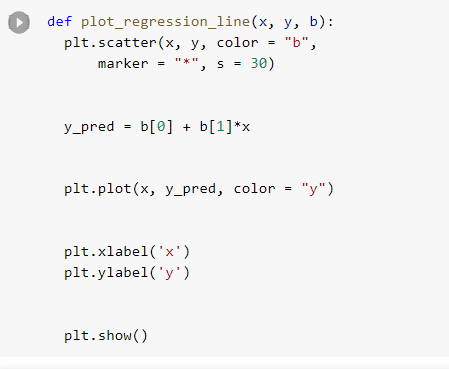 def plot_regression_line(x, y, b):
  plt.scatter(x, y, color = "b",
      marker = "*", s = 30)
  y_pred = b[0] + b[1]*x
  plt.plot(x, y_pred, color = "y")
  plt.xlabel('x')
  plt.ylabel('y')
  plt.show()